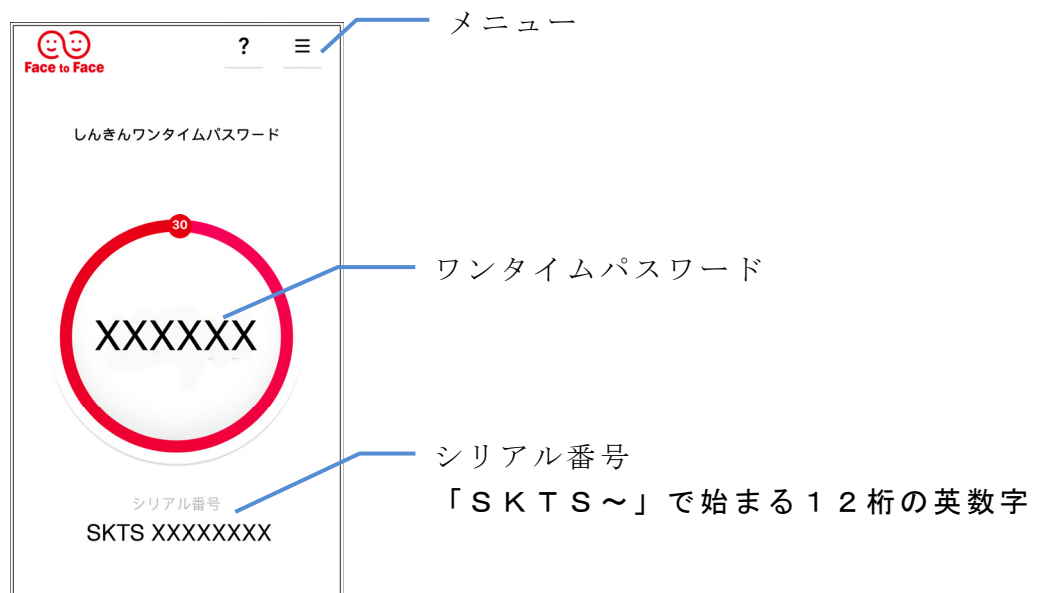 メニュー
? ≡
Face to Face
しんきんワンタイムパスワード
30
ワンタイムパスワード
XXXXXX
シリアル番号
「ＳＫＴＳ～」で始まる１２桁の英数字
シリアル番号
SKTS XXXXXXXX